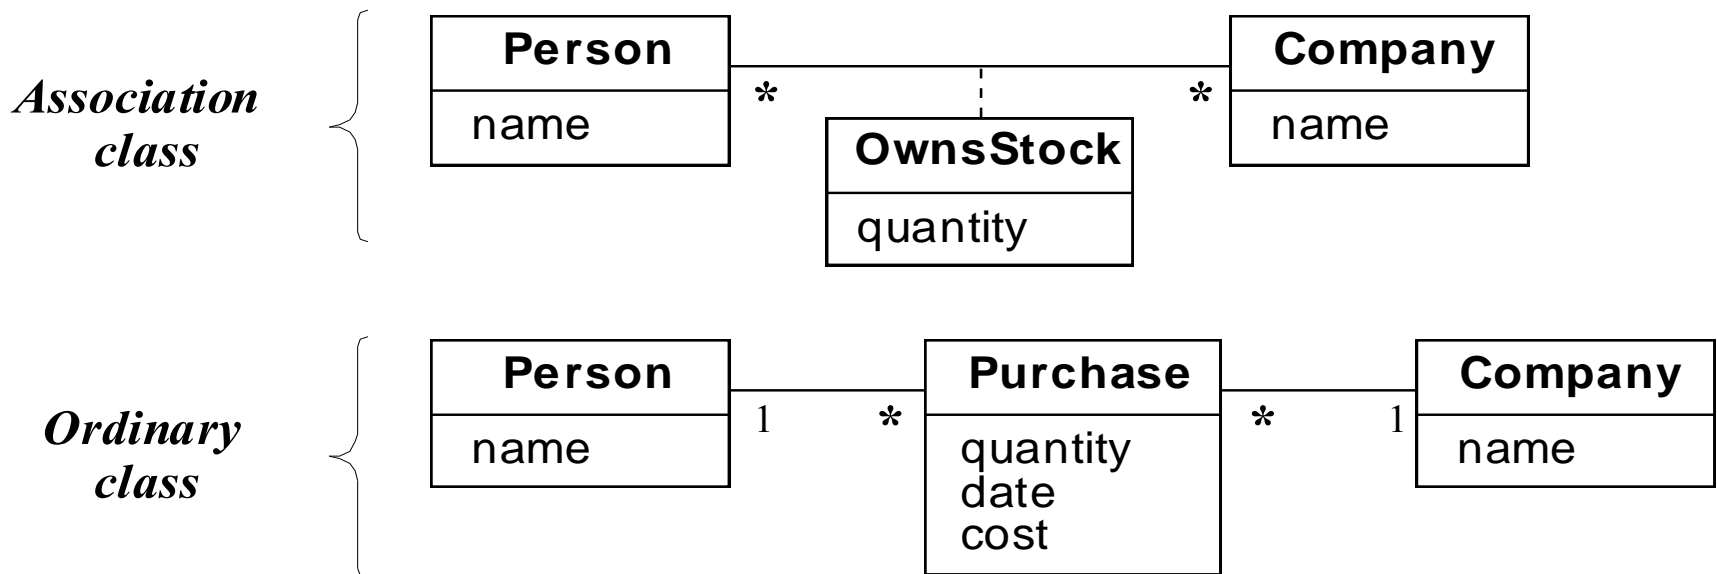 Association
class
Person
name
*
*
Company
name
OwnsStock
quantity
Ordinary
class
Person
name
1
*
Purchase
quantity
date
cost
*
1
Company
name